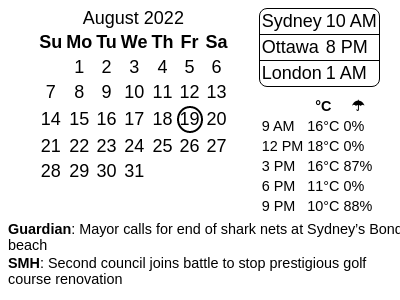 August 2022
Su Mo Tu We Th Fr Sa
1 2 3 4 5 6
7 8 9 10 11 12 13
14 15 16 17 18 19 20
21 22 23 24 25 26 27
28 29 30 31
Sydney 10 AM
Ottawa 8 PM
London 1 AM
°C ☂
9 AM 16°C 0%
12 PM 18°C 0%
3 PM 16°C 87%
6 PM 11°C 0%
9 PM 10°C 88%
Guardian: Mayor calls for end of shark nets at Sydney's Bond
beach
SMH: Second council joins battle to stop prestigious golf
course renovation